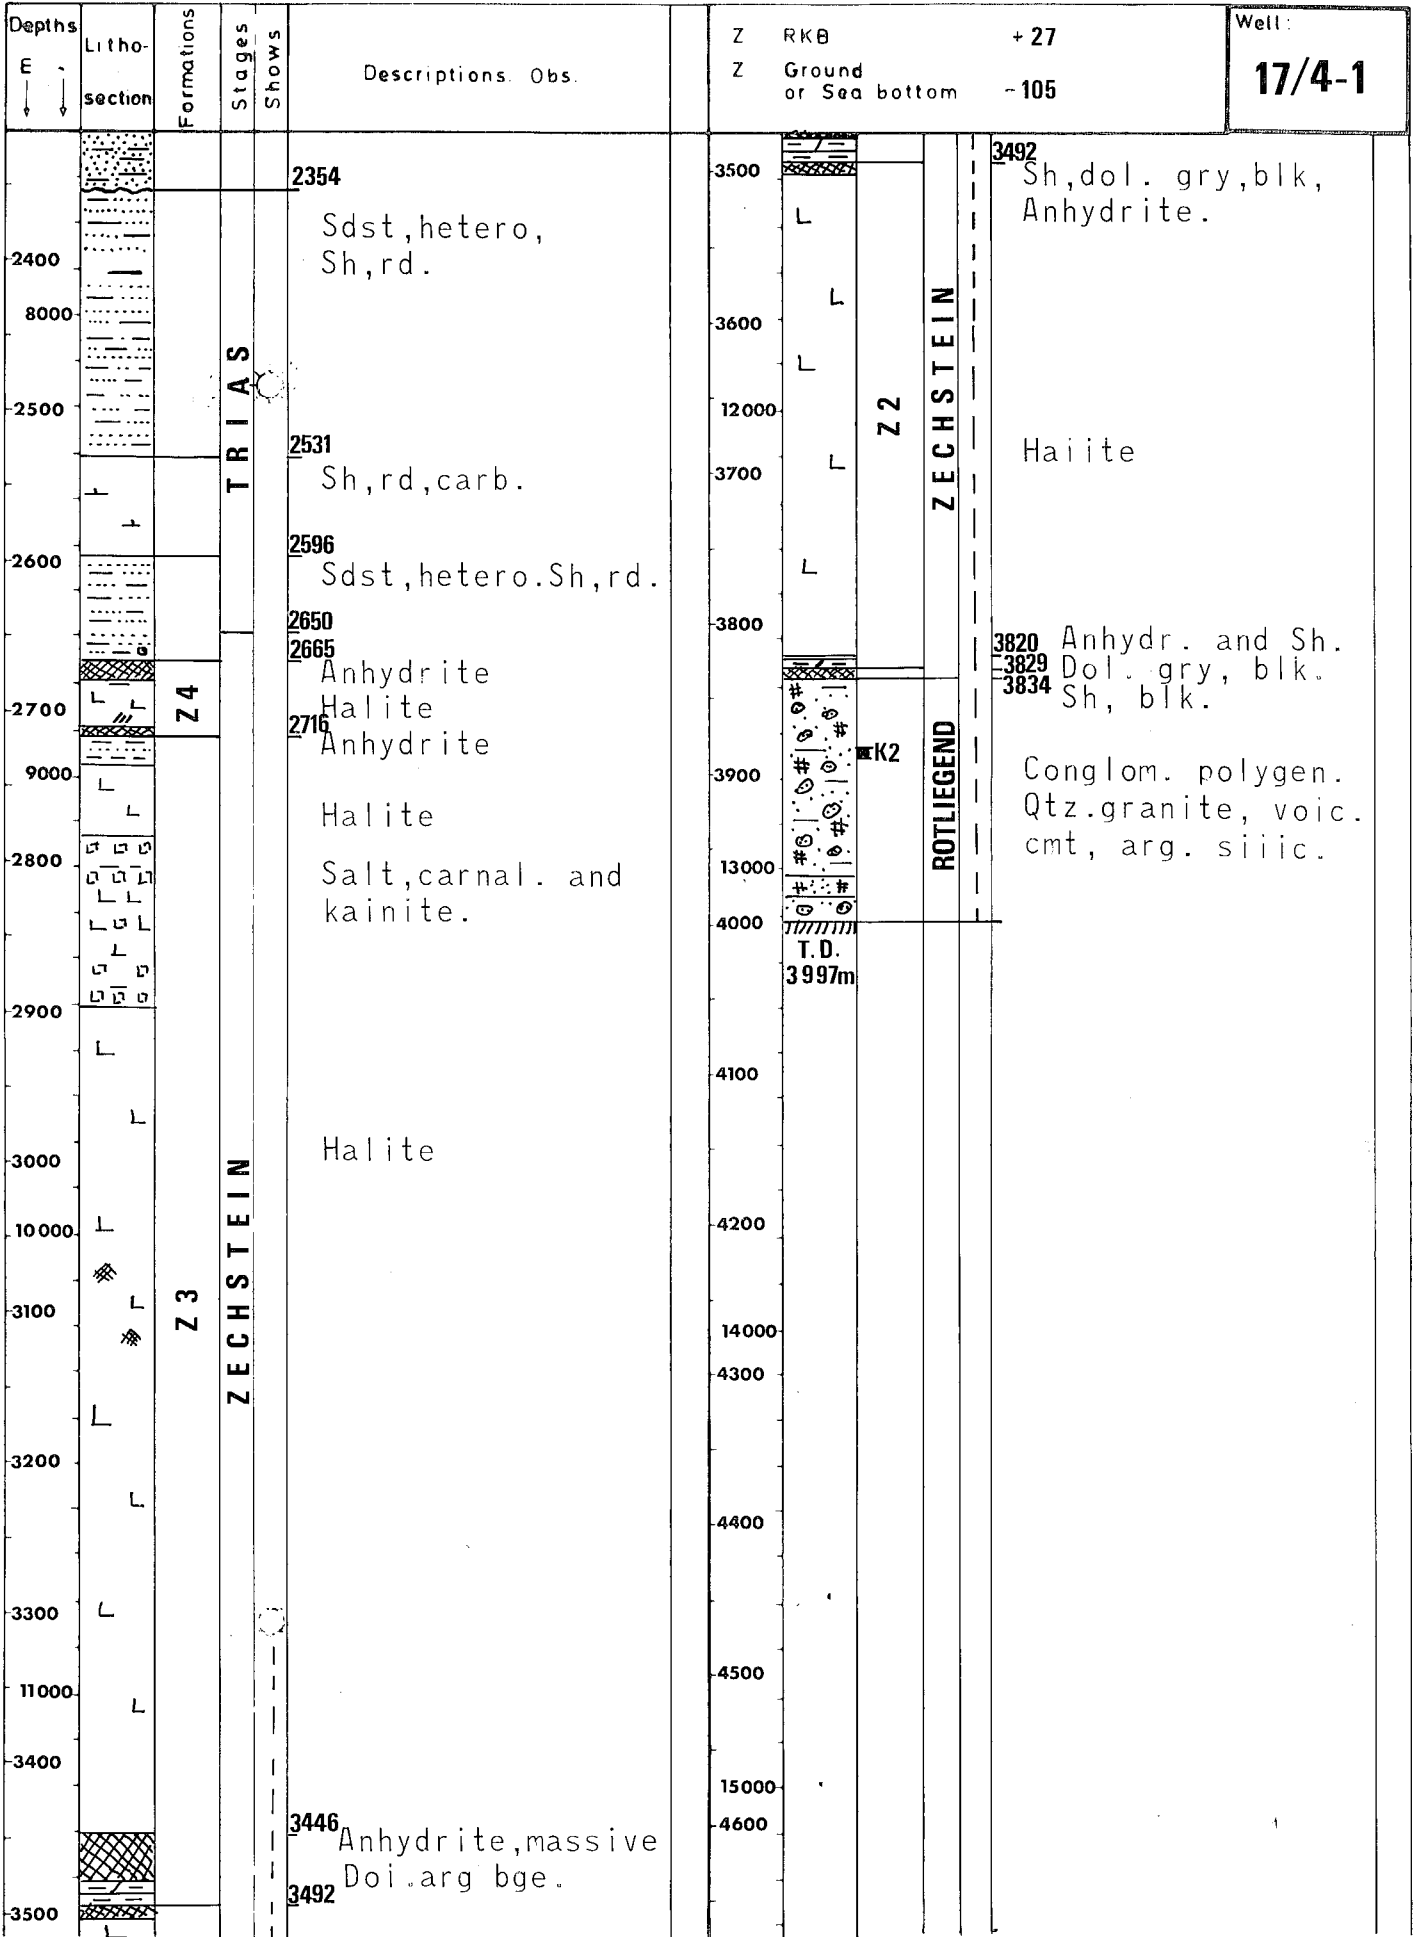 Depths
m
Litho-
section
Formations
Stages
Shows
Descriptions. Obs.
Z RKB +27
Z Ground
or Sea bottom -105
Well:
17/4-1
2354
Sdst,hetero,
Sh,rd.
2400
8000
2500
TRIAS
2531
Sh,rd,carb.
2596
2600
Sdst,hetero.Sh,rd.
2650
2665
Anhydrite
Z4
Halite
2700
2716
Anhydrite
9000
Halite
2800
Salt,carnal. and
kainite.
2900
Halite
3000
10000
3100
Z3
ZECHSTEIN
3200
3300
11000
3400
3446
Anhydrite,massive
Doi.arg bge.
3492
3500
3492
3500
Sh,dol. gry,blk,
Anhydrite.
3600
12000
Z2
ZECHSTEIN
Haiite
3700
3800
3820 Anhydr. and Sh.
3829 Dol. gry, blk.
3834 Sh, blk.
K2
3900
ROTLIEGEND
Conglom. polygen.
Qtz.granite, voic.
cmt, arg. siiic.
13000
4000
T.D.
3997m
4100
4200
14000
4300
4400
4500
15000
4600